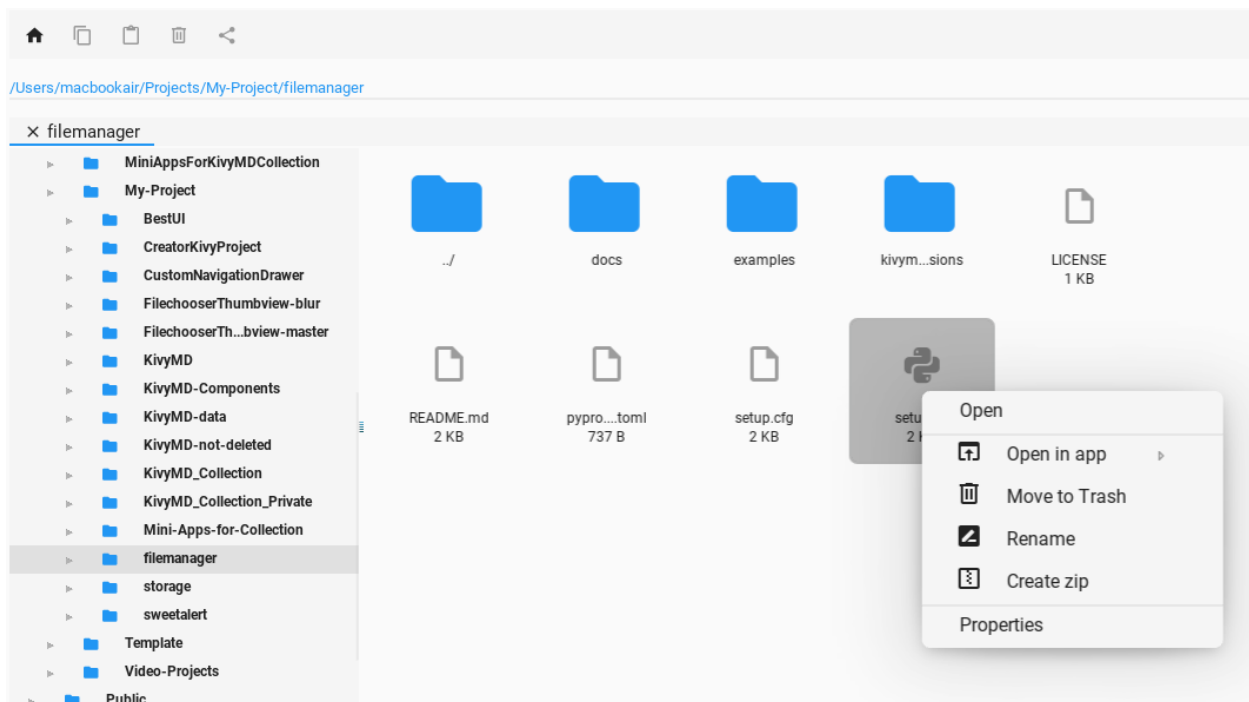 /Users/macbookair/Projects/My-Project/filemanager
filemanager
MiniAppsForKivyMDCollection
My-Project
BestUI
CreatorKivyProject
CustomNavigationDrawer
FilechooserThumbview-blur
FilechooserTh...bview-master
KivyMD
KivyMD-Components
KivyMD-data
KivyMD-not-deleted
KivyMD_Collection
KivyMD_Collection_Private
Mini-Apps-for-Collection
filemanager
storage
sweetalert
Template
Video-Projects
Public
../
docs
examples
kivym...sions
LICENSE
1 KB
README.md
2 KB
pypro....toml
737 B
setup.cfg
2 KB
Open
Open in app
Move to Trash
Rename
Create zip
Properties